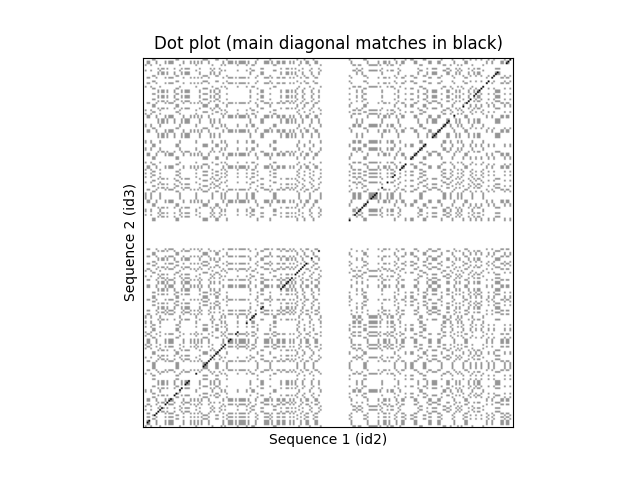 Dot plot (main diagonal matches in black)
Sequence 2 (id3)
Sequence 1 (id2)